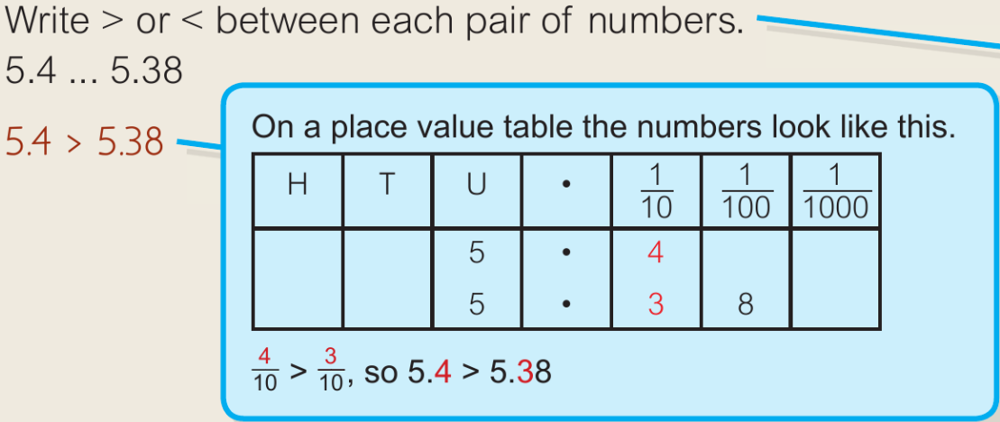 Write > or < between each pair of numbers.
5.4 ... 5.38
5.4 > 5.38
On a place value table the numbers look like this.
H T U • 1/10 1/100 1/1000
5 • 4
5 • 3 8
4/10 > 3/10, so 5.4 > 5.38